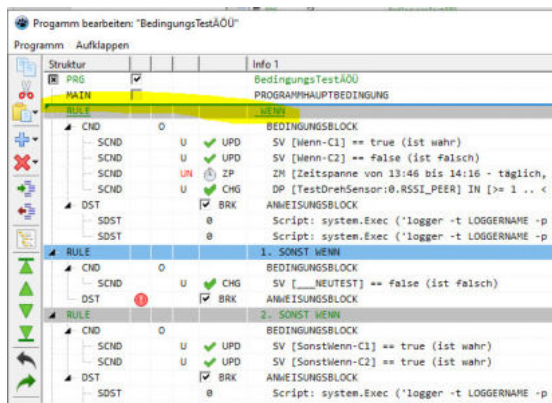 Progamm bearbeiten: "BedingungsTestÄÖÜ"
Programm Aufklappen
Struktur Info 1
PRG BedingungsTestÄÖÜ
MAIN PROGRAMMHAUPTBEDINGUNG
RULE WENN
CND O BEDINGUNGSBLOCK
SCND U UPD SV [Wenn-C1] == true (ist wahr)
SCND U UPD SV [Wenn-C2] == false (ist falsch)
SCND UN ZP ZM [Zeitspanne von 13:46 bis 14:16 - täglich,
SCND U CHG DP [TestDrehSensor:0.RSSI_PEER] IN [>= 1 .. <
DST BRK ANWEISUNGSBLOCK
SDST 0 Script: system.Exec ('logger -t LOGGERNAME -p
SDST 0 Script: system.Exec ('logger -t LOGGERNAME -p
RULE 1. SONST WENN
CND O BEDINGUNGSBLOCK
SCND U CHG SV [___NEUTEST] == false (ist falsch)
DST BRK ANWEISUNGSBLOCK
RULE 2. SONST WENN
CND O BEDINGUNGSBLOCK
SCND U UPD SV [SonstWenn-C1] == true (ist wahr)
SCND U UPD SV [SonstWenn-C2] == true (ist wahr)
DST BRK ANWEISUNGSBLOCK
SDST 0 Script: system.Exec ('logger -t LOGGERNAME -p